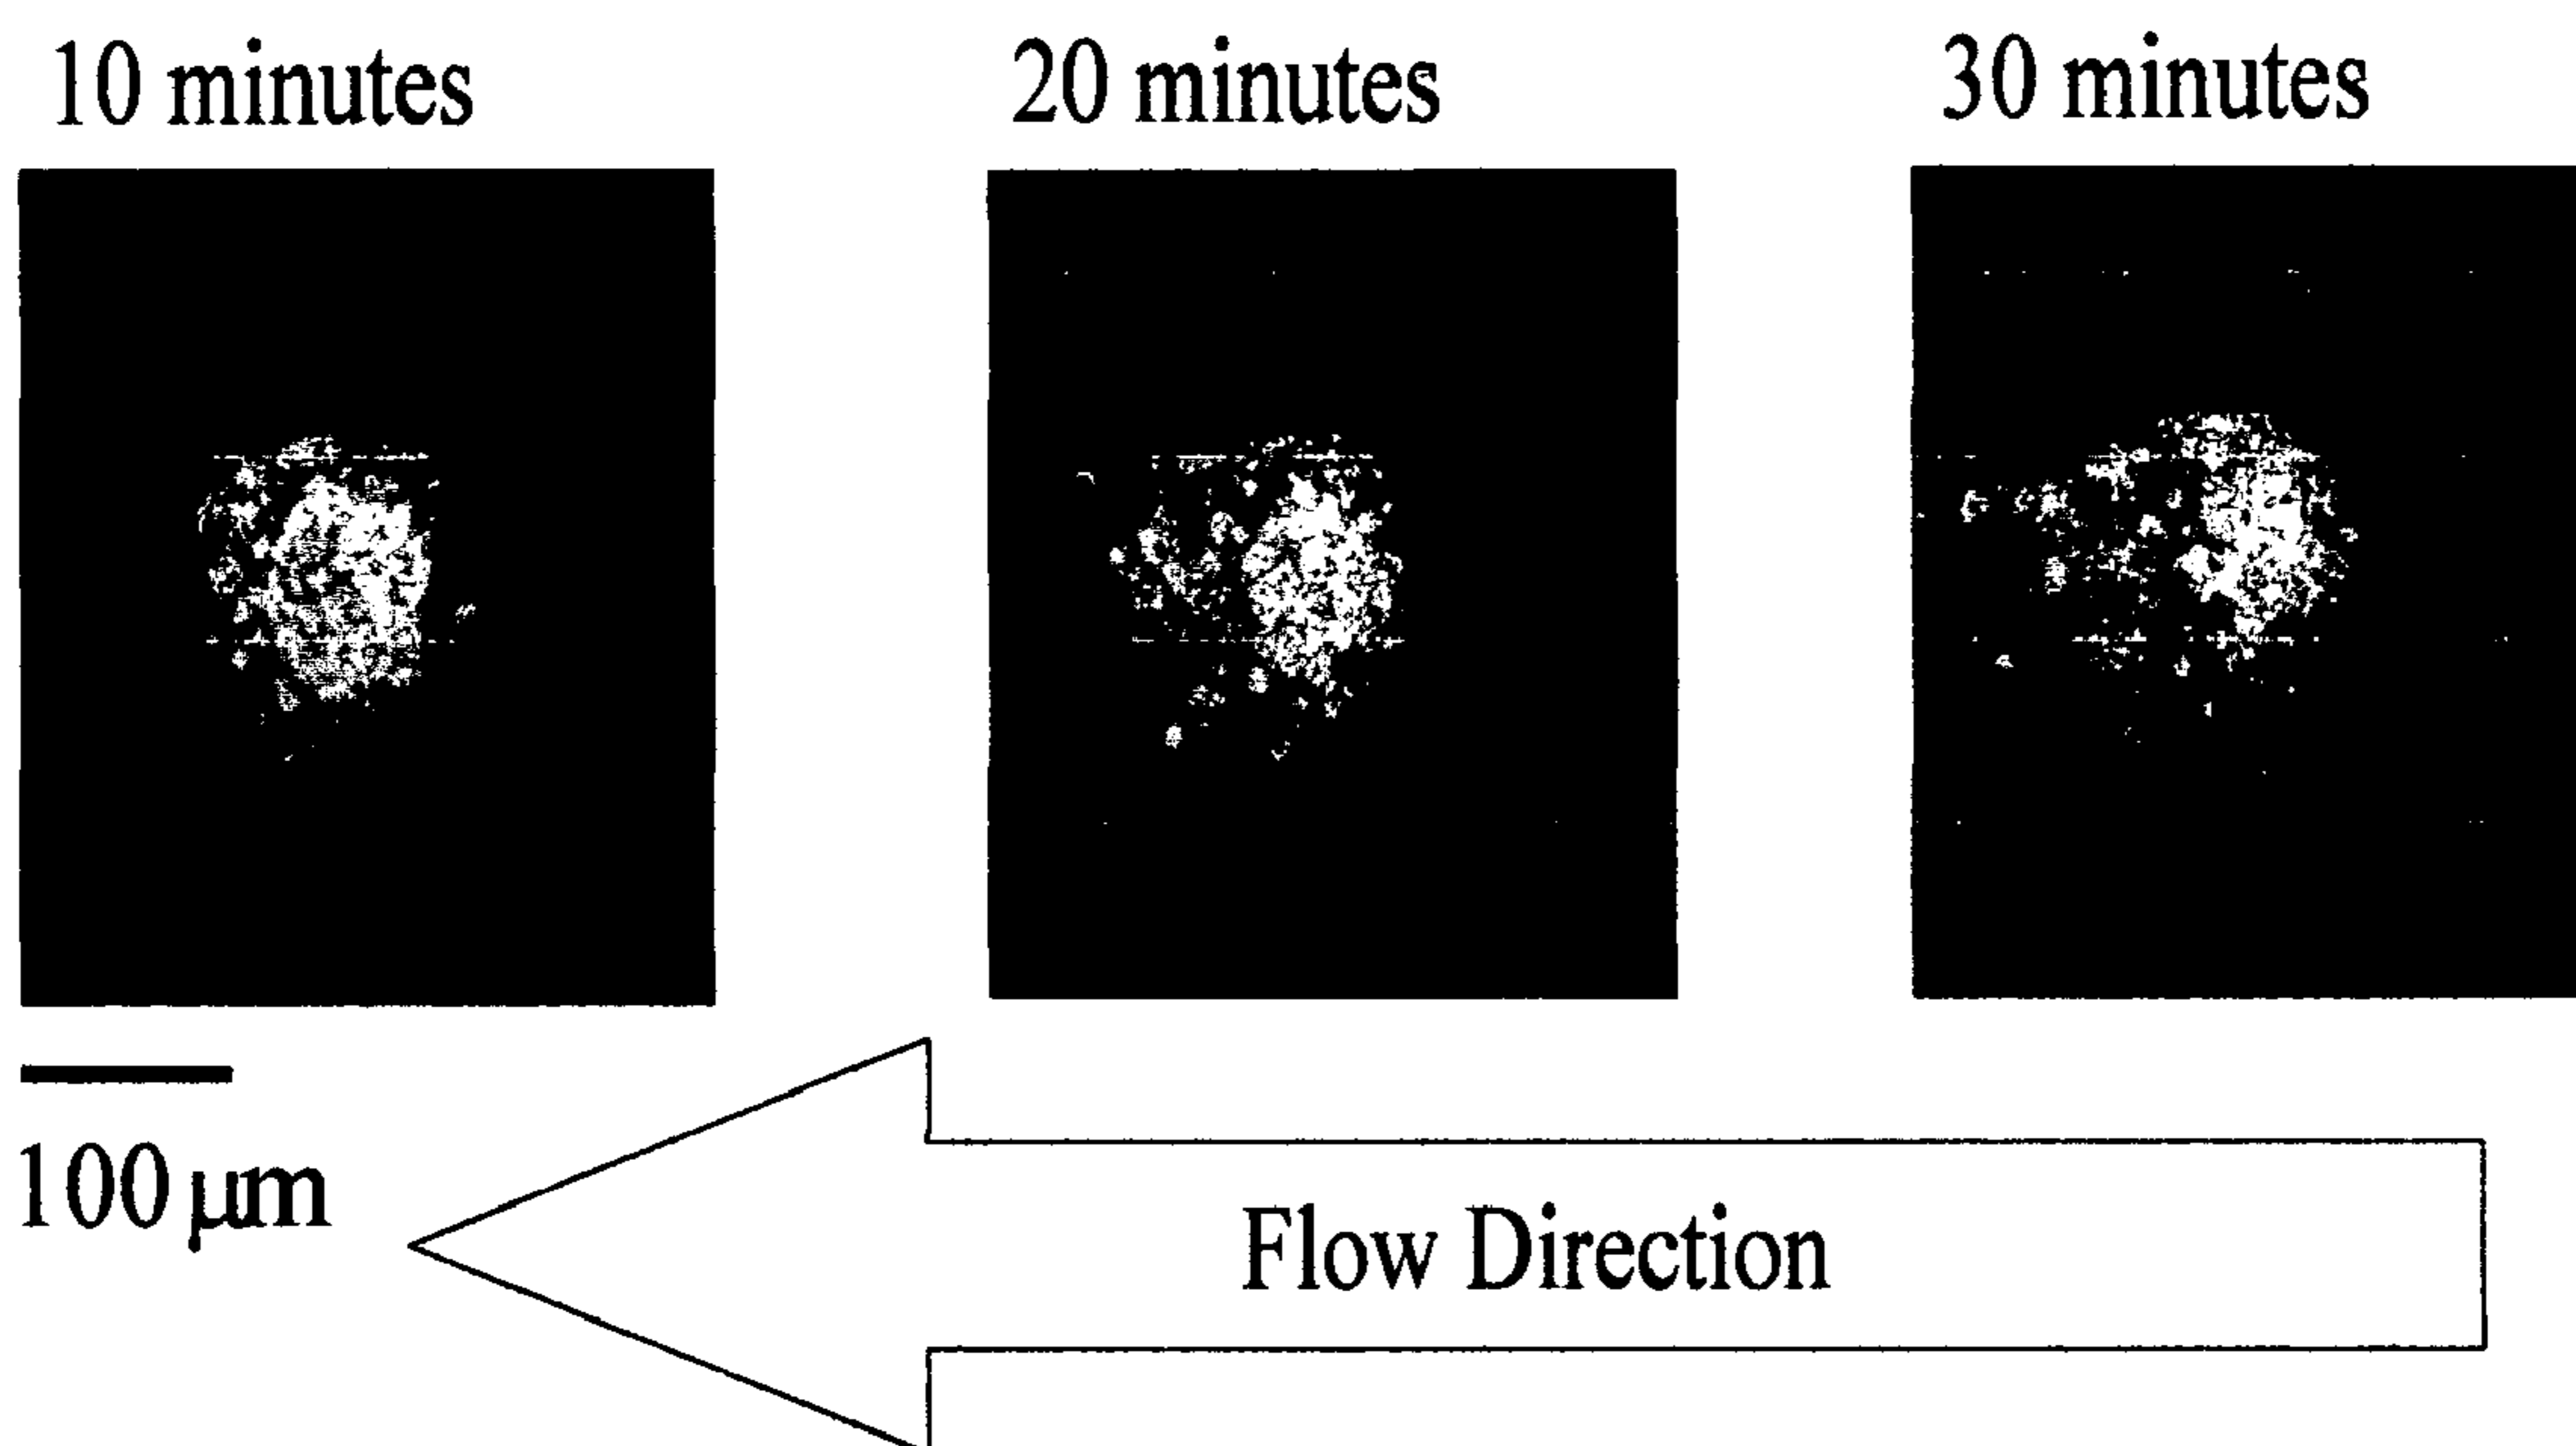 10 minutes
20 minutes
30 minutes
100 μm
Flow Direction